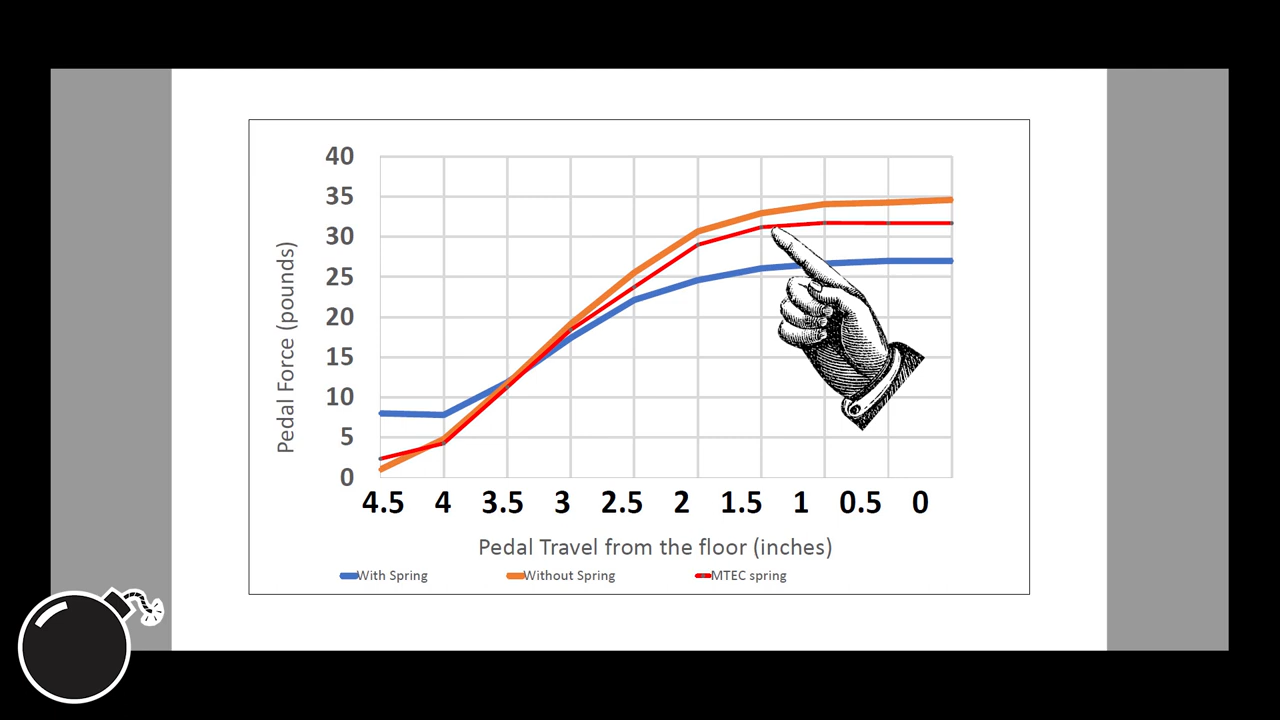 40
35
30
25
20
15
10
5
0
Pedal Force (pounds)
4.5 4 3.5 3 2.5 2 1.5 1 0.5 0
Pedal Travel from the floor (inches)
With Spring Without Spring MTEC spring